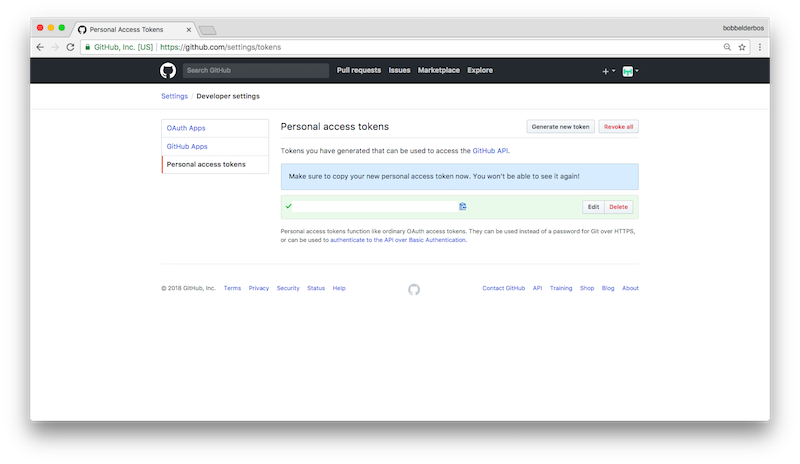 Personal Access Tokens
bobbelderbos
GitHub, Inc. [US] | https://github.com/settings/tokens
Search GitHub
Pull requests Issues Marketplace Explore
Settings / Developer settings
OAuth Apps
GitHub Apps
Personal access tokens
Personal access tokens
Generate new token
Revoke all
Tokens you have generated that can be used to access the GitHub API.
Make sure to copy your new personal access token now. You won't be able to see it again!
Edit
Delete
Personal access tokens function like ordinary OAuth access tokens. They can be used instead of a password for Git over HTTPS,
or can be used to authenticate to the API over Basic Authentication.
© 2018 GitHub, Inc. Terms Privacy Security Status Help
Contact GitHub API Training Shop Blog About